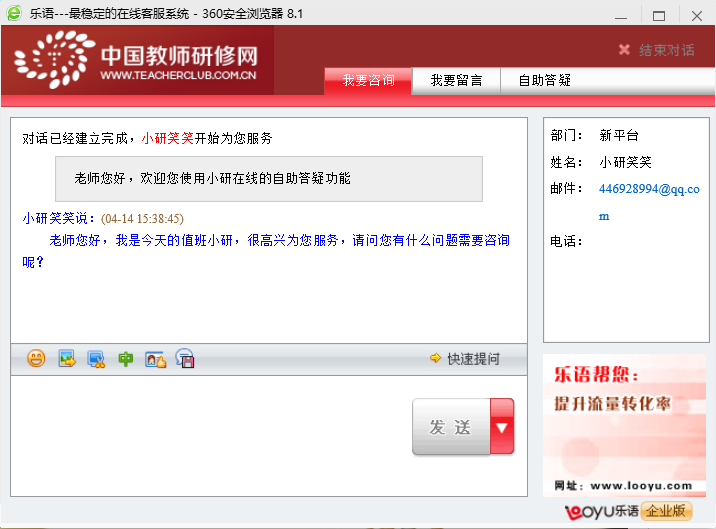 乐语---最稳定的在线客服系统 - 360安全浏览器 8.1
中国教师研修网
WWW.TEACHERCLUB.COM.CN
结束对话
我要咨询 我要留言 自助答疑
对话已经建立完成，小研笑笑开始为您服务
老师您好，欢迎您使用小研在线的自助答疑功能
小研笑笑说：(04-14 15:38:45)
老师您好，我是今天的值班小研，很高兴为您服务，请问您有什么问题需要咨询
呢？
中
快速提问
发 送
部门： 新平台
姓名： 小研笑笑
邮件： 446928994@qq.co
m
电话：
乐语帮您：
提升流量转化率
网址：www.looyu.com
looyu乐语 企业版